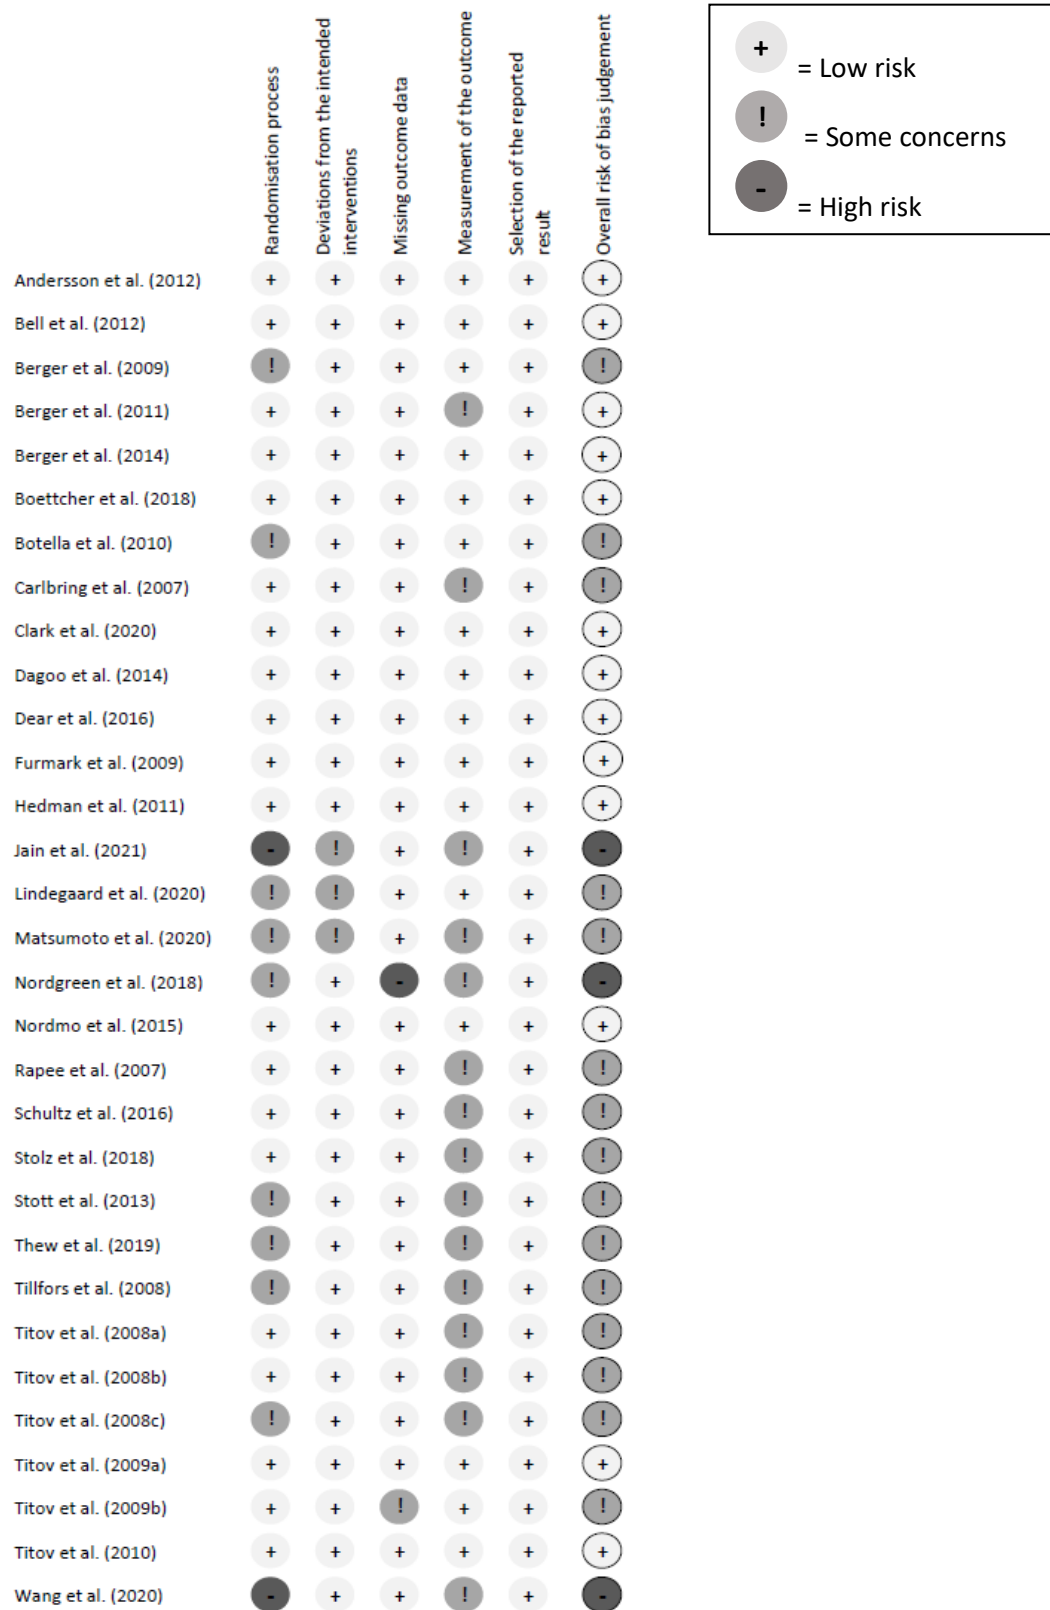 Randomisation process
Deviations from the intended
interventions
Missing outcome data
Measurement of the outcome
Selection of the reported
result
Overall risk of bias judgement
+ = Low risk
! = Some concerns
- = High risk
Andersson et al. (2012) + + + + + +
Bell et al. (2012) + + + + + +
Berger et al. (2009) ! + + + + !
Berger et al. (2011) + + + ! + +
Berger et al. (2014) + + + + + +
Boettcher et al. (2018) + + + + + +
Botella et al. (2010) ! + + + + !
Carlbring et al. (2007) + + + ! + !
Clark et al. (2020) + + + + + +
Dagoo et al. (2014) + + + + + +
Dear et al. (2016) + + + + + +
Furmark et al. (2009) + + + + + +
Hedman et al. (2011) + + + + + +
Jain et al. (2021) - ! + ! + -
Lindegaard et al. (2020) ! ! + + + !
Matsumoto et al. (2020) ! ! + ! + !
Nordgreen et al. (2018) ! + - ! + -
Nordmo et al. (2015) + + + + + +
Rapee et al. (2007) + + + ! + !
Schultz et al. (2016) + + + ! + !
Stolz et al. (2018) + + + ! + !
Stott et al. (2013) ! + + ! + !
Thew et al. (2019) ! + + ! + !
Tillfors et al. (2008) ! + + ! + !
Titov et al. (2008a) + + + ! + !
Titov et al. (2008b) + + + ! + !
Titov et al. (2008c) ! + + ! + !
Titov et al. (2009a) + + + + + +
Titov et al. (2009b) + + ! + + !
Titov et al. (2010) + + + + + +
Wang et al. (2020) - + + ! + -